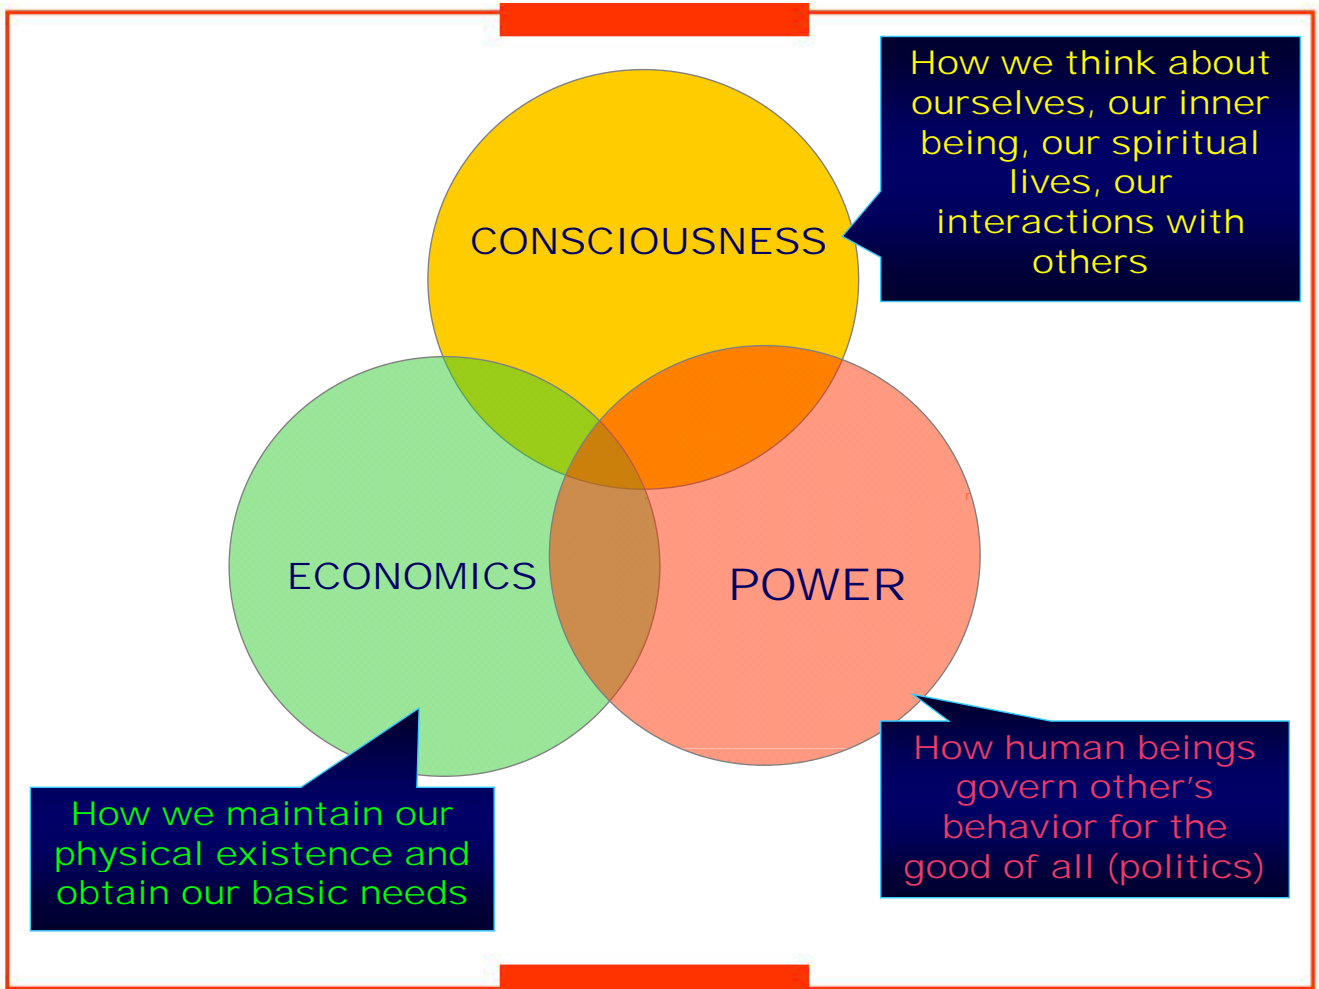 How we think about
ourselves, our inner
being, our spiritual
lives, our
interactions with
others
CONSCIOUSNESS
ECONOMICS
POWER
How we maintain our
physical existence and
obtain our basic needs
How human beings
govern other’s
behavior for the
good of all (politics)